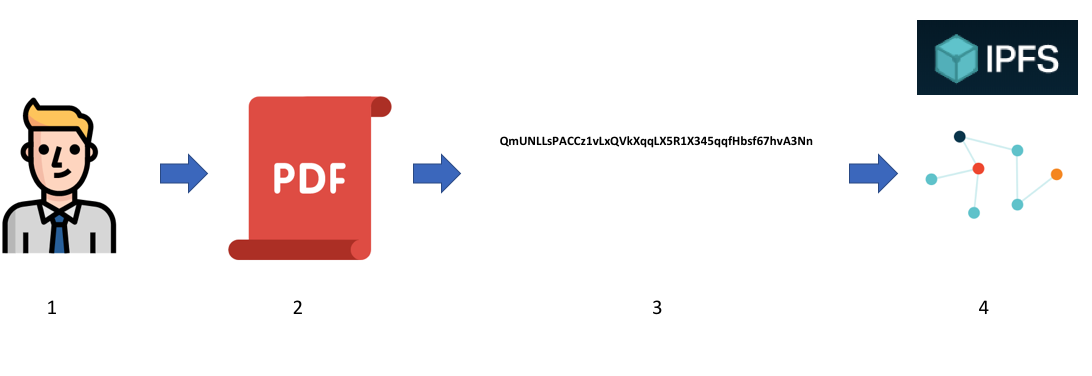 IPFS
PDF
QmUNLLsPACCz1vLxQVkXqqLX5R1X345qqfHbsf67hvA3Nn
1
2
3
4